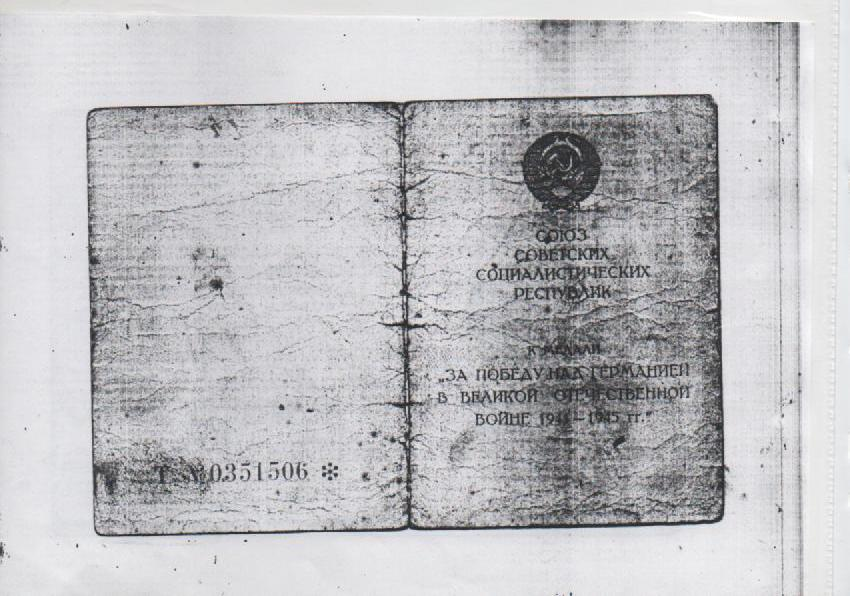 Т №0351506 ✻
СОЮЗ
СОВЕТСКИХ
СОЦИАЛИСТИЧЕСКИХ
РЕСПУБЛИК
К МЕДАЛИ
„ЗА ПОБЕДУ НАД ГЕРМАНИЕЙ
В ВЕЛИКОЙ ОТЕЧЕСТВЕННОЙ
ВОЙНЕ 1941–1945 гг."